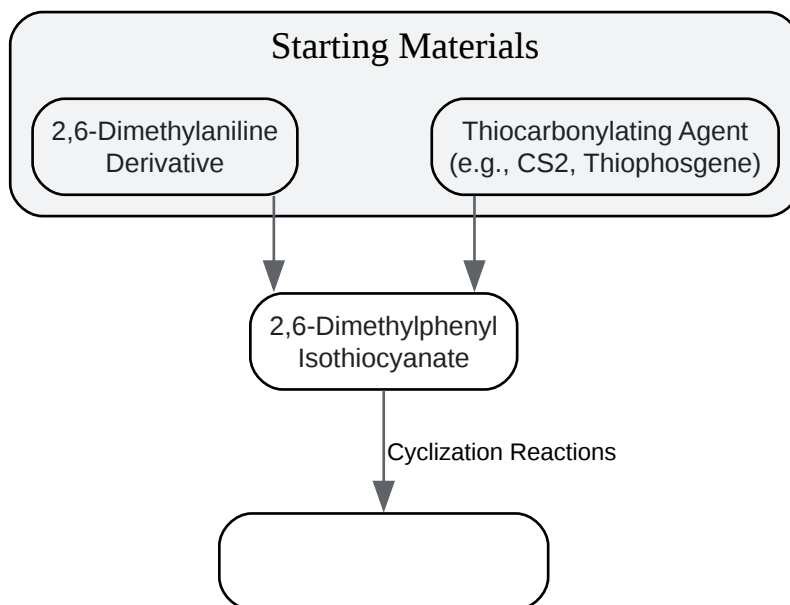 Starting Materials
2,6-Dimethylaniline
Derivative
Thiocarbonylating Agent
(e.g., CS2, Thiophosgene)
2,6-Dimethylphenyl
Isothiocyanate
Cyclization Reactions